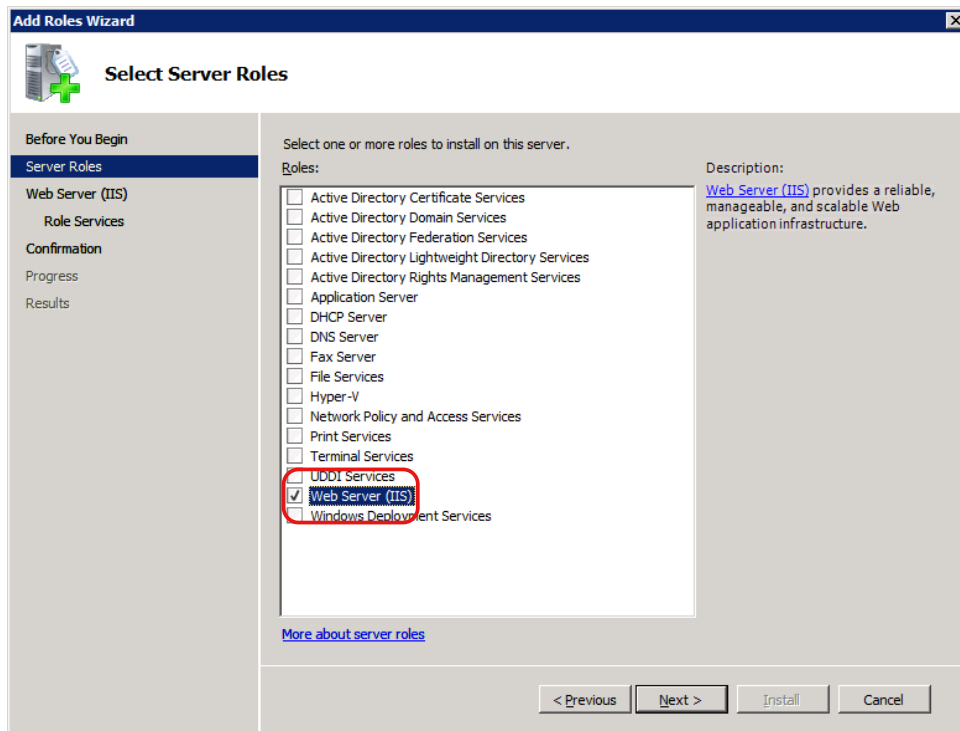 Add Roles Wizard
Select Server Roles
Before You Begin
Server Roles
Web Server (IIS)
Role Services
Confirmation
Progress
Results
Select one or more roles to install on this server.
Roles:
Active Directory Certificate Services
Active Directory Domain Services
Active Directory Federation Services
Active Directory Lightweight Directory Services
Active Directory Rights Management Services
Application Server
DHCP Server
DNS Server
Fax Server
File Services
Hyper-V
Network Policy and Access Services
Print Services
Terminal Services
UDDI Services
Web Server (IIS)
Windows Deployment Services
More about server roles
Description:
Web Server (IIS) provides a reliable,
manageable, and scalable Web
application infrastructure.
< Previous
Next >
Install
Cancel